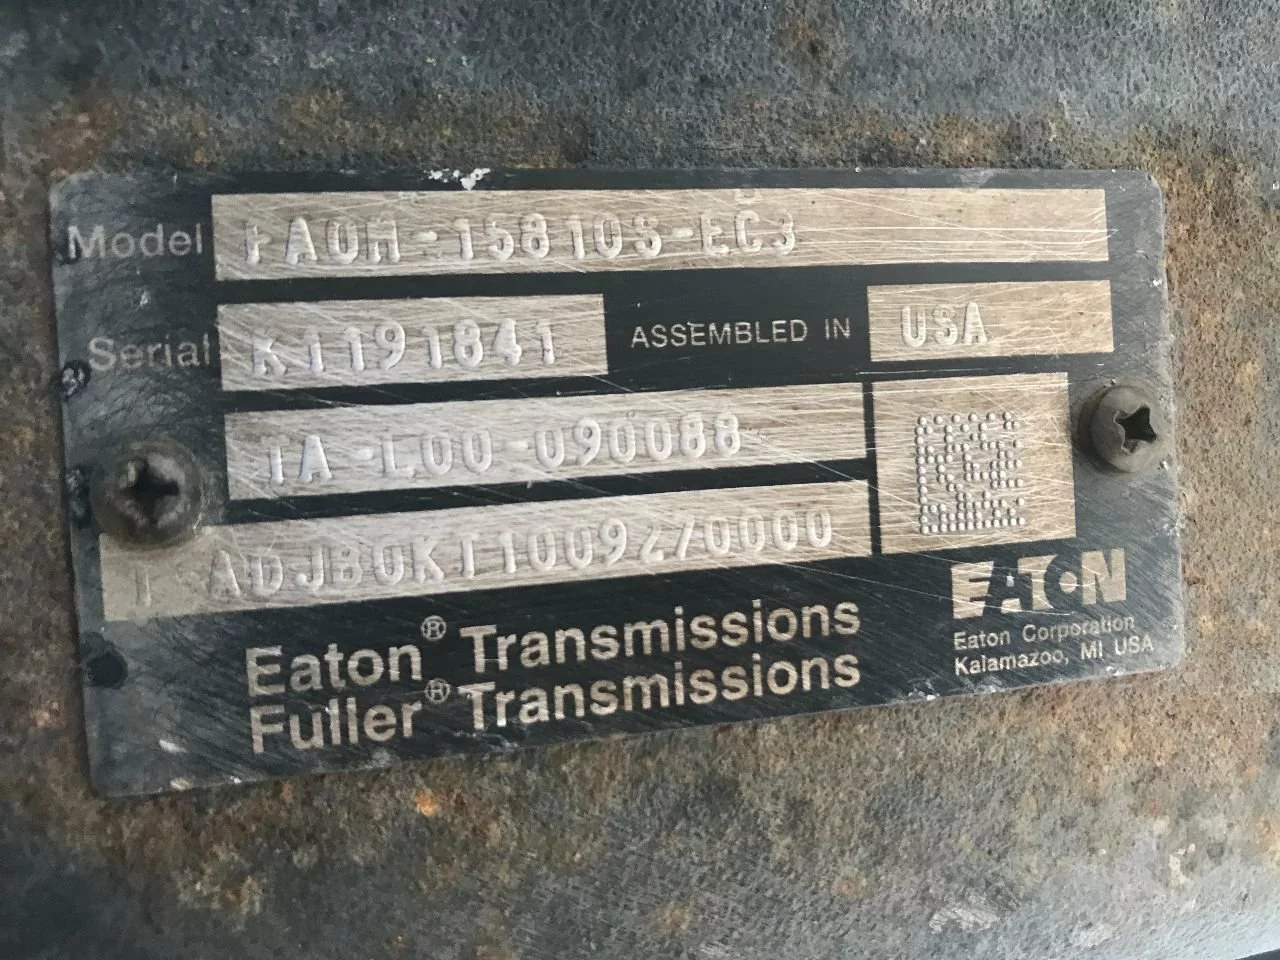 Model FAOM-15810S-EC3
Serial K1191841 ASSEMBLED IN USA
TA-L00-090088
T ADJBOKT1009270000
Eaton® Transmissions
Fuller® Transmissions
EATON
Eaton Corporation
Kalamazoo, MI USA